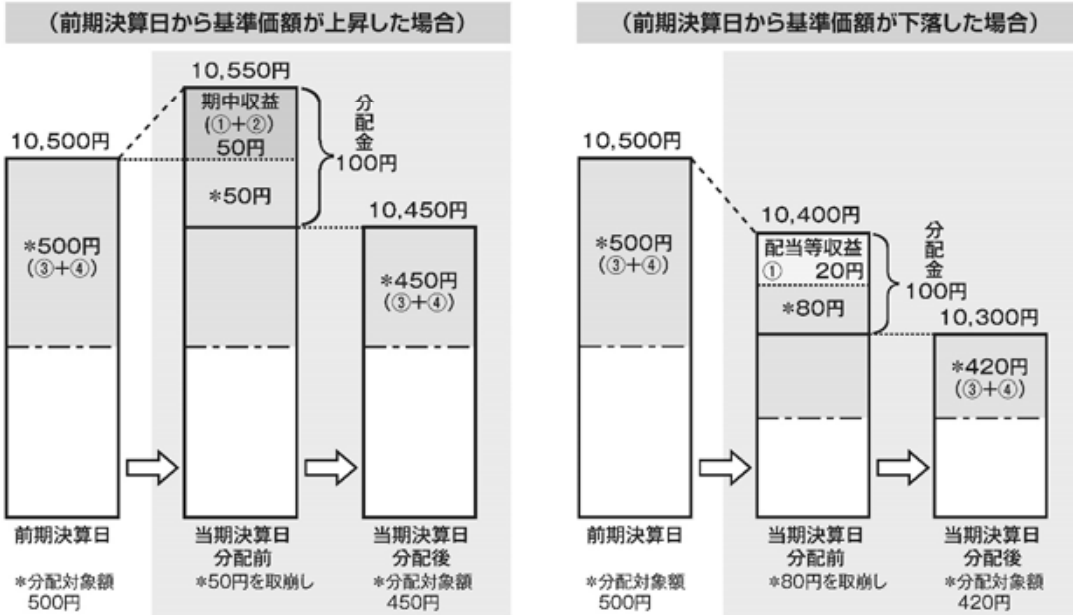 （前期決算日から基準価額が上昇した場合）
10,550円
期中収益
（①＋②）
50円
＊50円
分配金
100円
10,500円
＊500円
（③＋④）
10,450円
＊450円
（③＋④）
前期決算日
当期決算日
分配前
当期決算日
分配後
＊分配対象額
500円
＊50円を取崩し
＊分配対象額
450円
（前期決算日から基準価額が下落した場合）
10,500円
＊500円
（③＋④）
10,400円
配当等収益
① 20円
＊80円
分配金
100円
10,300円
＊420円
（③＋④）
前期決算日
当期決算日
分配前
当期決算日
分配後
＊分配対象額
500円
＊80円を取崩し
＊分配対象額
420円